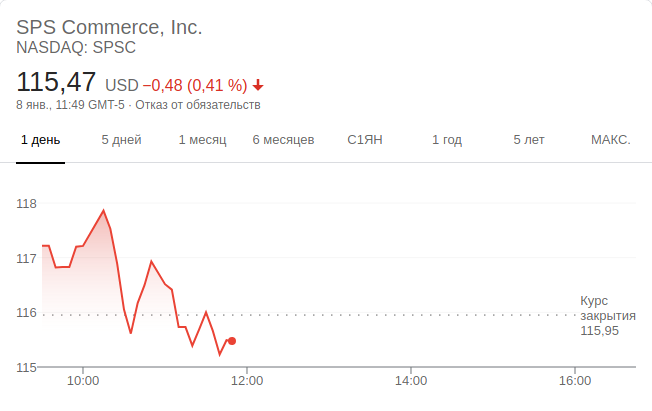 SPS Commerce, Inc.
NASDAQ: SPSC
115,47 USD −0,48 (0,41 %)
8 янв., 11:49 GMT-5 · Отказ от обязательств
1 день 5 дней 1 месяц 6 месяцев С1ЯН 1 год 5 лет МАКС.
118
117
116
115
Курс
закрытия
115,95
10:00 12:00 14:00 16:00